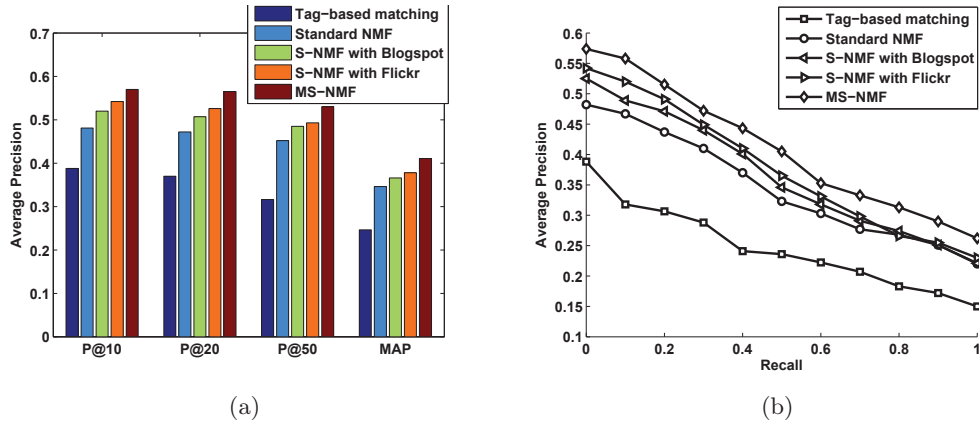 Tag−based matching
Standard NMF
S−NMF with Blogspot
S−NMF with Flickr
MS−NMF
0.7
0.6
0.5
0.4
0.3
0.2
0.1
0
Average Precision
P@10 P@20 P@50 MAP
(a)
Tag−based matching
Standard NMF
S−NMF with Blogspot
S−NMF with Flickr
MS−NMF
0.6
0.55
0.5
0.45
0.4
0.35
0.3
0.25
0.2
0.15
0.1
Average Precision
0 0.2 0.4 0.6 0.8 1
Recall
(b)